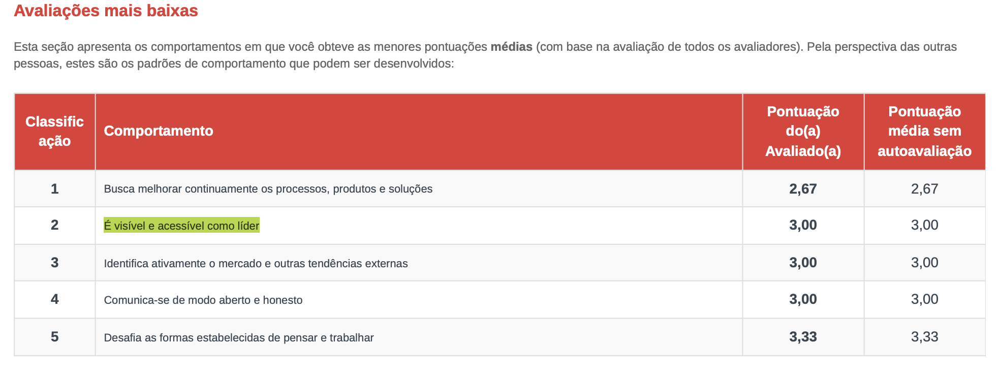 Avaliações mais baixas
Esta seção apresenta os comportamentos em que você obteve as menores pontuações médias (com base na avaliação de todos os avaliadores). Pela perspectiva das outras
pessoas, estes são os padrões de comportamento que podem ser desenvolvidos:
Classific
ação
Comportamento
Pontuação
do(a)
Avaliado(a)
Pontuação
média sem
autoavaliação
1 Busca melhorar continuamente os processos, produtos e soluções 2,67 2,67
2 É visível e acessível como líder 3,00 3,00
3 Identifica ativamente o mercado e outras tendências externas 3,00 3,00
4 Comunica-se de modo aberto e honesto 3,00 3,00
5 Desafia as formas estabelecidas de pensar e trabalhar 3,33 3,33